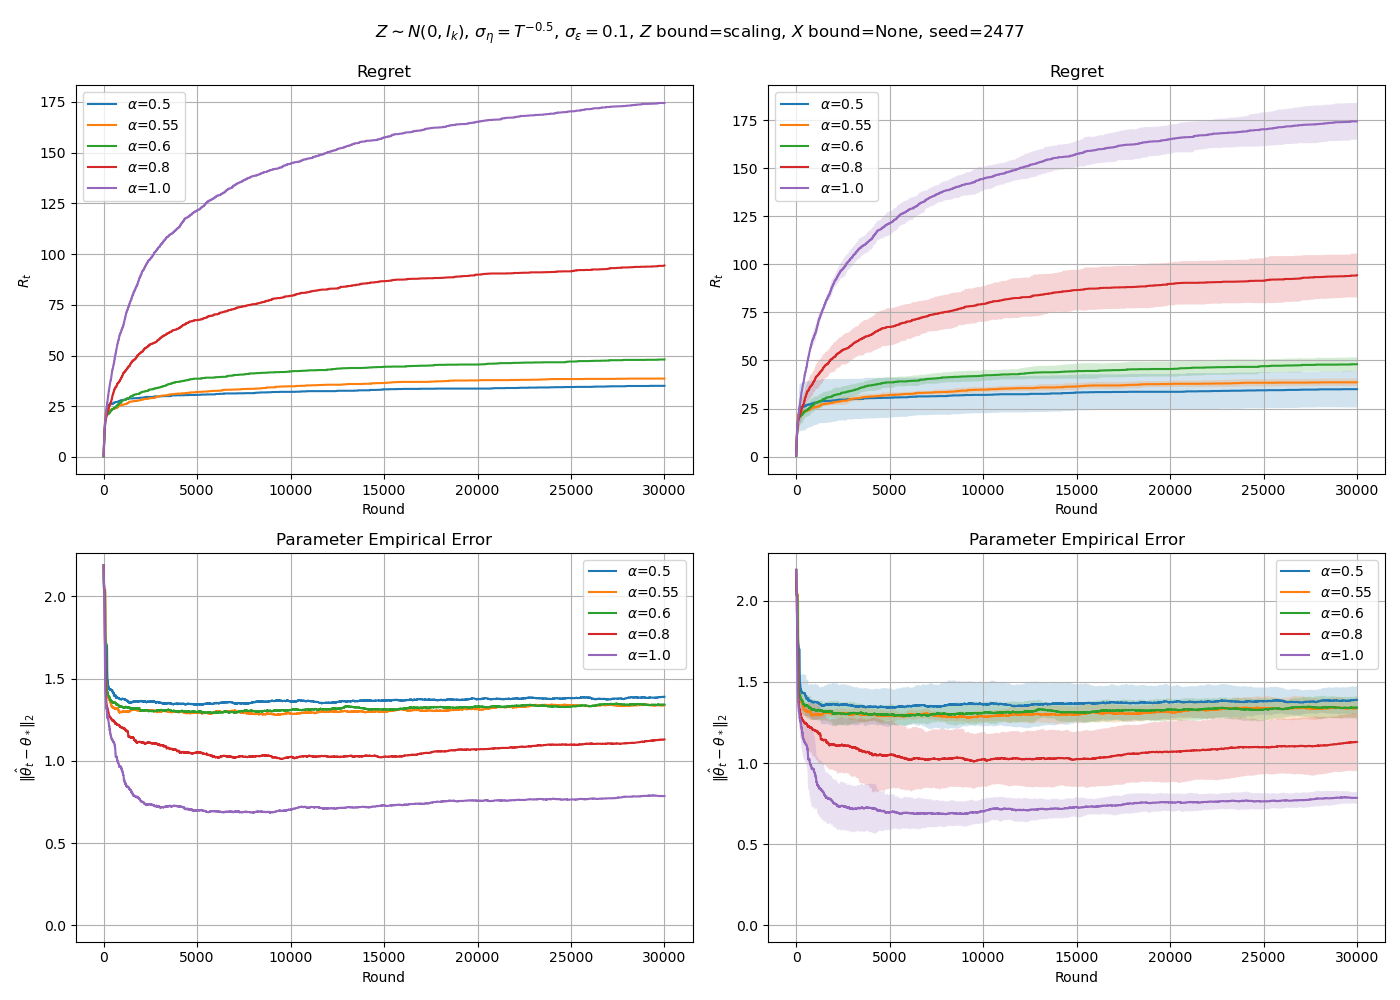 Z ~ N(0, I_k), σ_η = T^{-0.5}, σ_ε = 0.1, Z bound=scaling, X bound=None, seed=2477
Regret
R_t
175
150
125
100
75
50
25
0
α=0.5
α=0.55
α=0.6
α=0.8
α=1.0
0 5000 10000 15000 20000 25000 30000
Round
Regret
R_t
175
150
125
100
75
50
25
0
α=0.5
α=0.55
α=0.6
α=0.8
α=1.0
0 5000 10000 15000 20000 25000 30000
Round
Parameter Empirical Error
‖θ̂_t − θ_*‖_2
2.0
1.5
1.0
0.5
0.0
α=0.5
α=0.55
α=0.6
α=0.8
α=1.0
0 5000 10000 15000 20000 25000 30000
Round
Parameter Empirical Error
‖θ̂_t − θ_*‖_2
2.0
1.5
1.0
0.5
0.0
α=0.5
α=0.55
α=0.6
α=0.8
α=1.0
0 5000 10000 15000 20000 25000 30000
Round